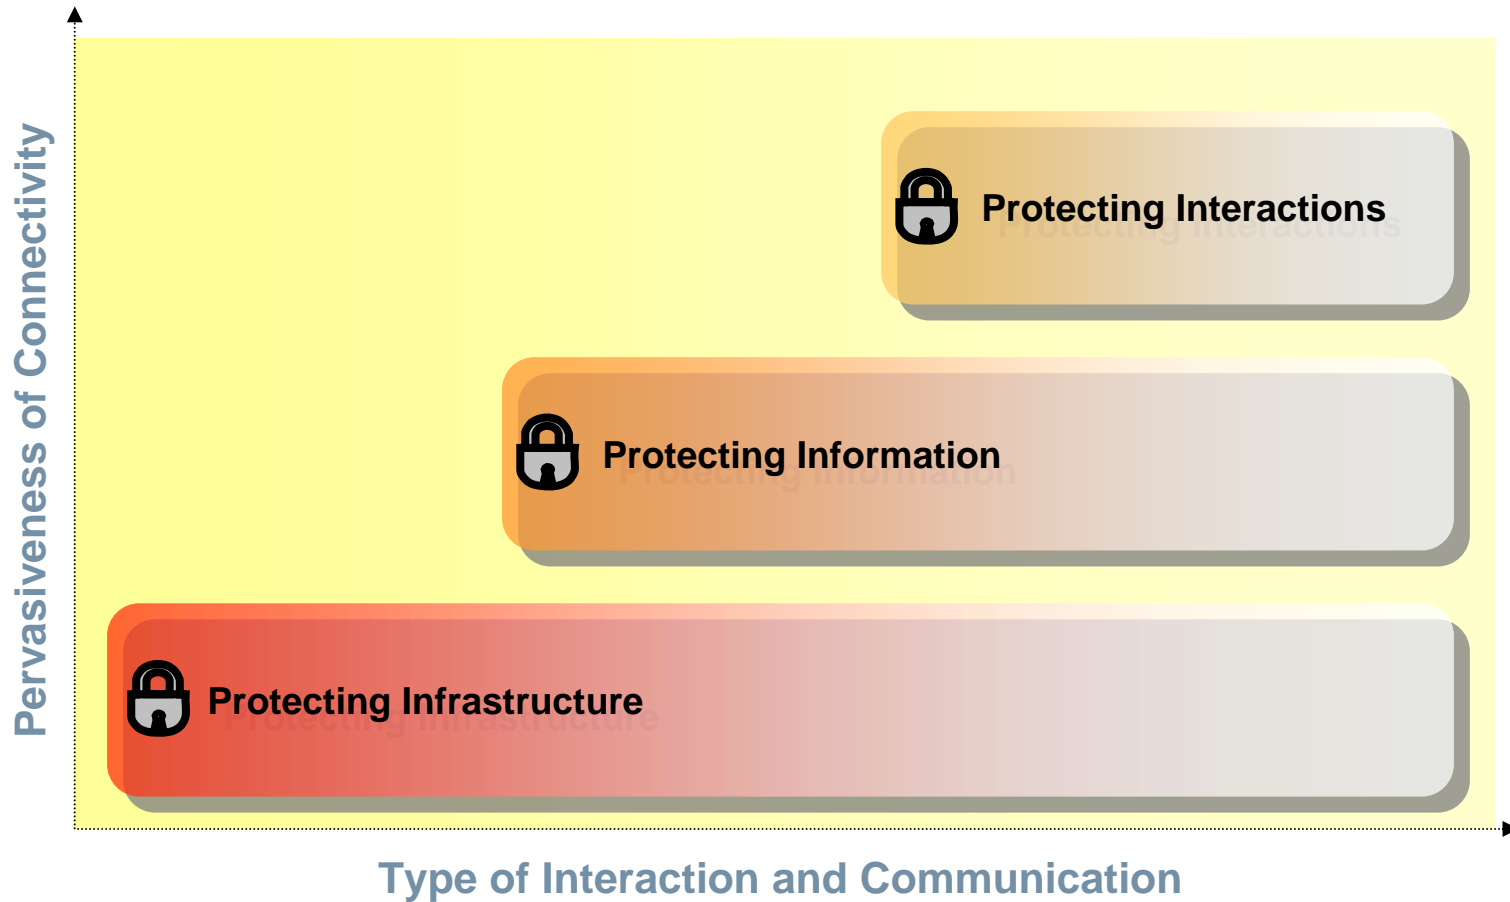 Pervasiveness of Connectivity
Protecting Interactions
Protecting Information
Protecting Infrastructure
Type of Interaction and Communication